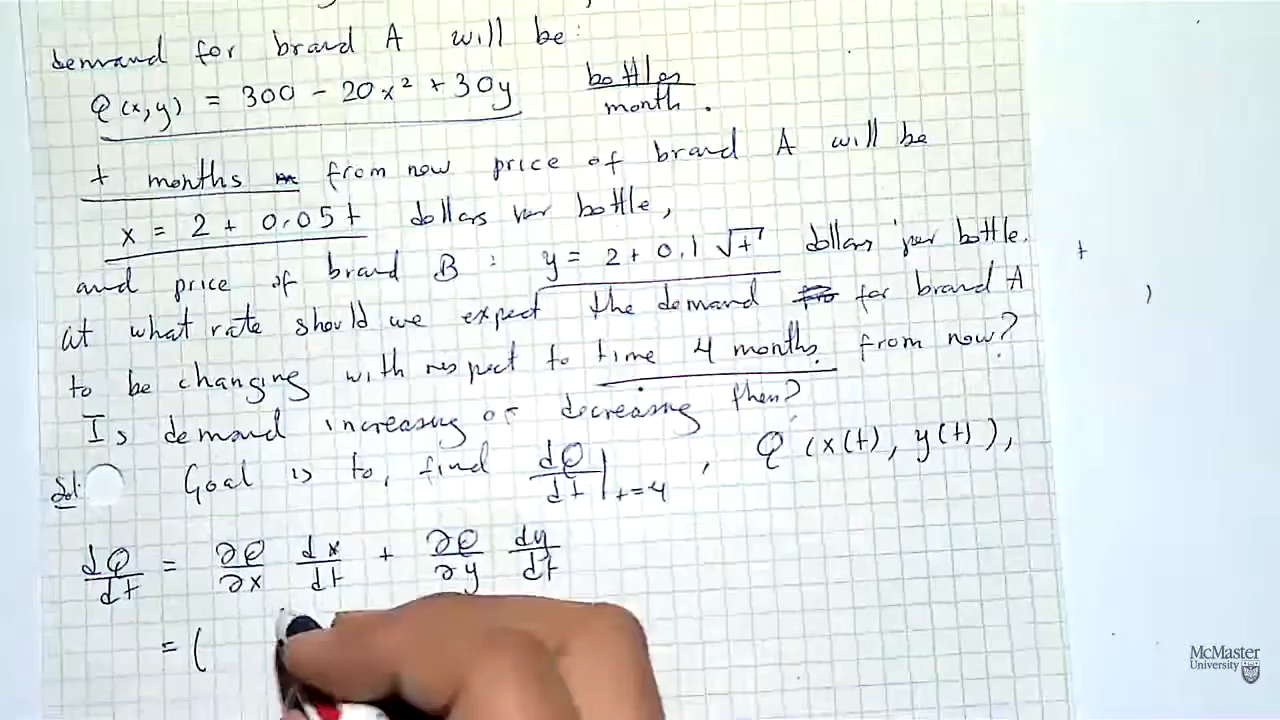 demand for brand A will be:
Q(x,y) = 300 - 20x² + 30y bottles/month.
t months from now price of brand A will be
x = 2 + 0.05t dollars per bottle,
and price of brand B : y = 2 + 0.1 √t dollars per bottle.
at what rate should we expect the demand for brand A
to be changing with respect to time 4 months from now?
Is demand increasing or decreasing then?
Sol: Goal is to, find dQ/dt|t=4 , Q(x(t), y(t)),
dQ/dt = ∂Q/∂x dx/dt + ∂Q/∂y dy/dt
= (
McMaster
University